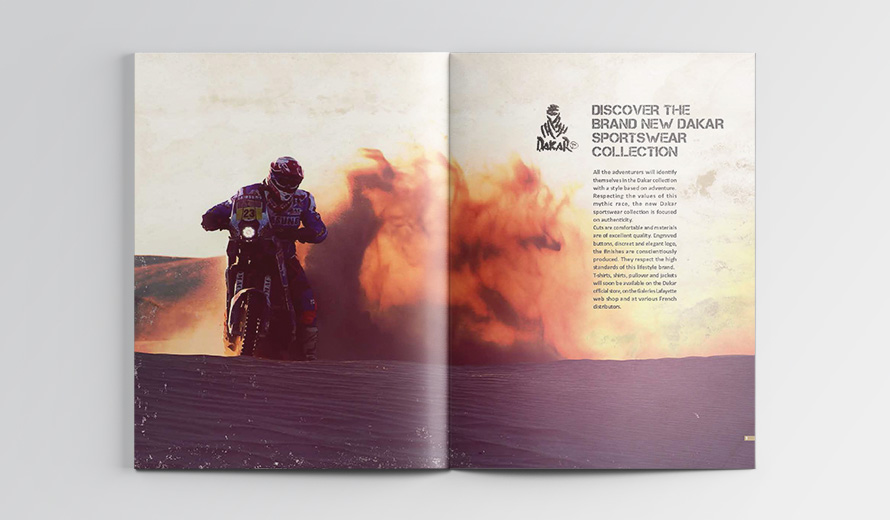 23
DAKAR
DISCOVER THE
BRAND NEW DAKAR
SPORTSWEAR
COLLECTION
All the adventurers will identify
themselves in the Dakar collection
with a style based on adventure.
Respecting the values of this
mythic race, the new Dakar
sportswear collection is focused
on authenticity.
Cuts are comfortable and materials
are of excellent quality. Engraved
buttons, discreet and elegant logo,
the finishes are conscientiously
produced. They respect the high
standards of this lifestyle brand.
T-shirts, shirts, pullover and jackets
will soon be available on the Dakar
official store, on the Galeries Lafayette
web shop and at various French
distributors.